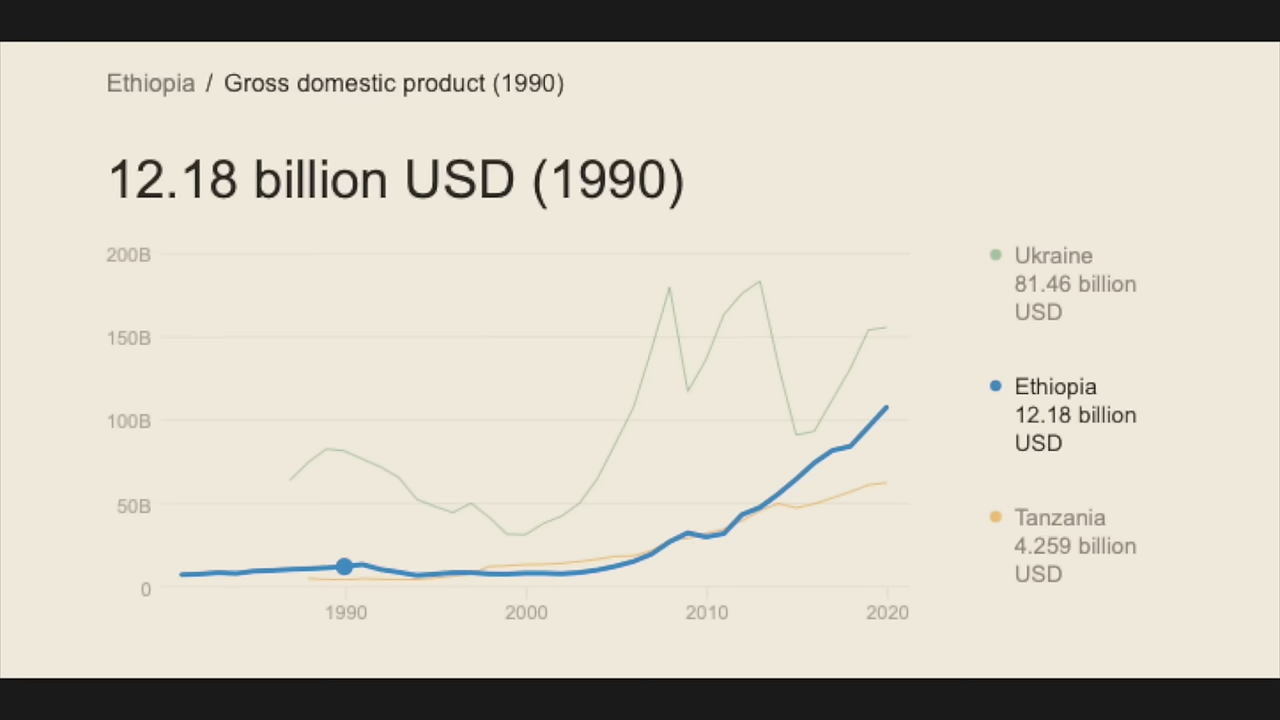 Ethiopia / Gross domestic product (1990)
12.18 billion USD (1990)
200B
150B
100B
50B
0
1990
2000
2010
2020
Ukraine
81.46 billion
USD
Ethiopia
12.18 billion
USD
Tanzania
4.259 billion
USD